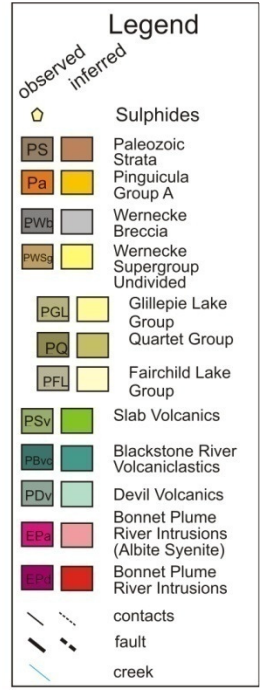 Legend
observed inferred
Sulphides
PS Paleozoic
Strata
Pa Pinguicula
Group A
PWb Wernecke
Breccia
PWSg Wernecke
Supergroup
Undivided
PGL Glillepie Lake
Group
PQ Quartet Group
PFL Fairchild Lake
Group
PSv Slab Volcanics
PBvc Blackstone River
Volcaniclastics
PDv Devil Volcanics
EPa Bonnet Plume
River Intrusions
(Albite Syenite)
EPd Bonnet Plume
River Intrusions
contacts
fault
creek